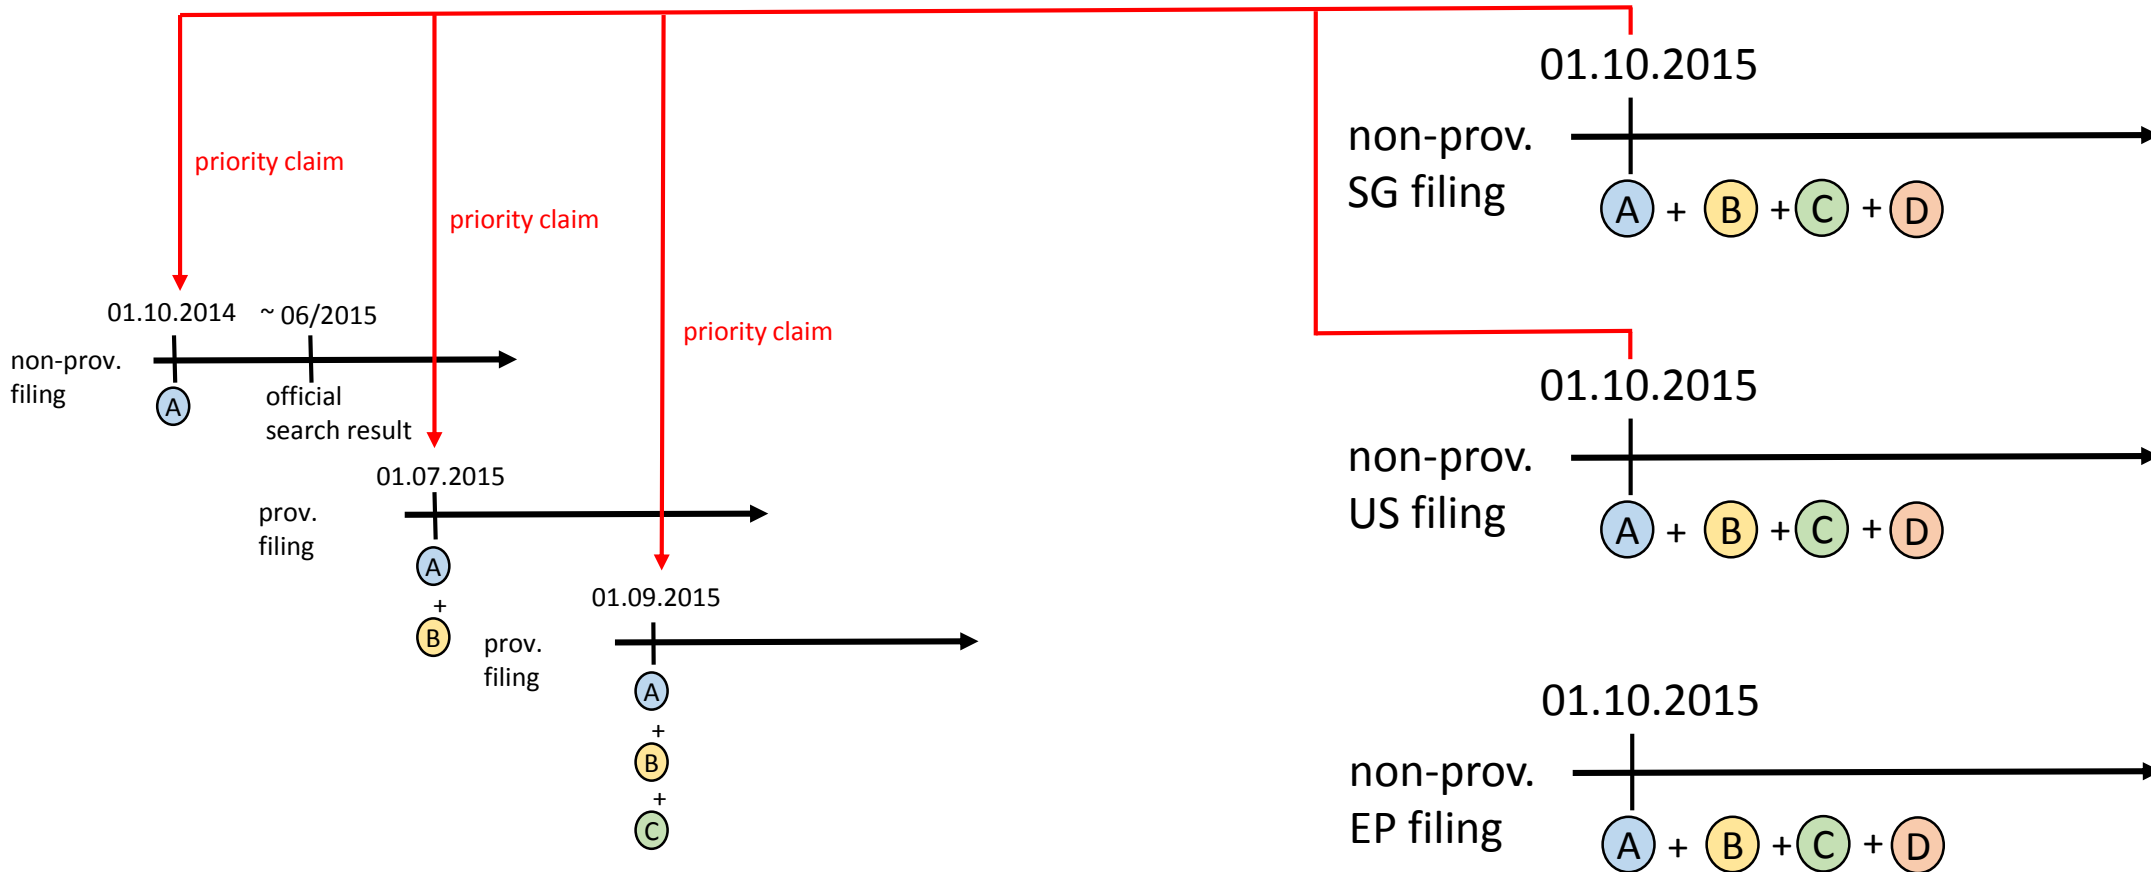 01.10.2015
non-prov.
SG filing
A + B + C + D
priority claim
priority claim
priority claim
01.10.2014 ~ 06/2015
non-prov.
filing
A
official
search result
01.07.2015
prov.
filing
A
+
B
01.09.2015
prov.
filing
A
+
B
+
C
01.10.2015
non-prov.
US filing
A + B + C + D
01.10.2015
non-prov.
EP filing
A + B + C + D